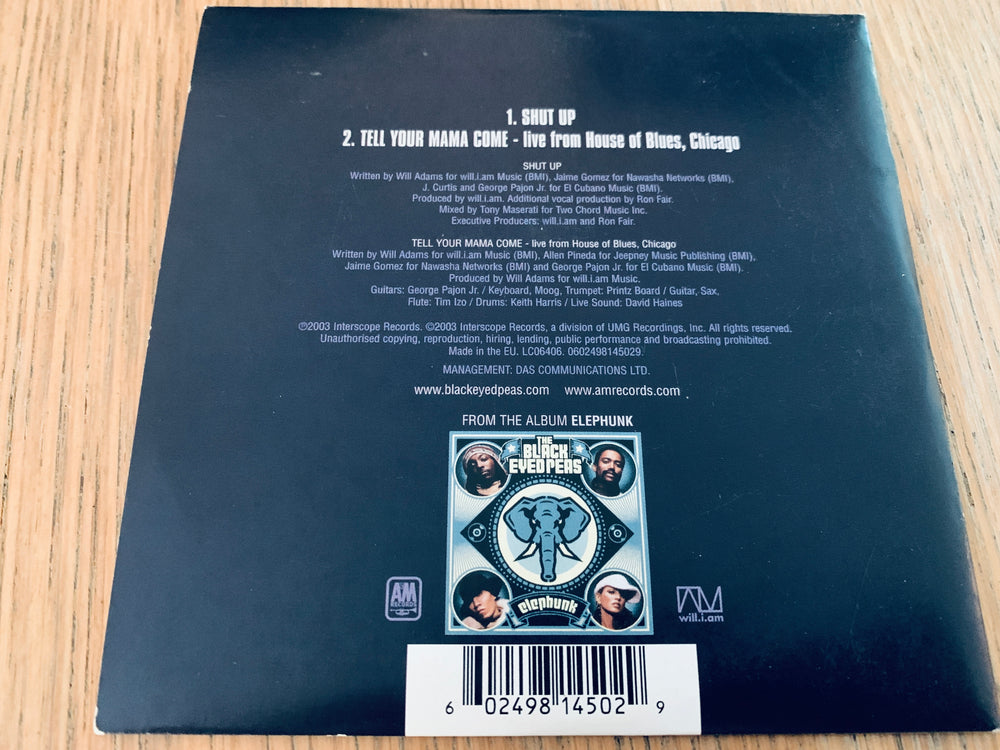 1. SHUT UP
2. TELL YOUR MAMA COME - live from House of Blues, Chicago
SHUT UP
Written by Will Adams for will.i.am Music (BMI), Jaime Gomez for Nawasha Networks (BMI),
J. Curtis and George Pajon Jr. for El Cubano Music (BMI).
Produced by will.i.am. Additional vocal production by Ron Fair.
Mixed by Tony Maserati for Two Chord Music Inc.
Executive Producers: will.i.am and Ron Fair.
TELL YOUR MAMA COME - live from House of Blues, Chicago
Written by Will Adams for will.i.am Music (BMI), Allen Pineda for Jeepney Music Publishing (BMI),
Jaime Gomez for Nawasha Networks (BMI) and George Pajon Jr. for El Cubano Music (BMI).
Produced by Will Adams for will.i.am Music.
Guitars: George Pajon Jr. / Keyboard, Moog, Trumpet: Printz Board / Guitar, Sax,
Flute: Tim Izo / Drums: Keith Harris / Live Sound: David Haines
℗2003 Interscope Records. ©2003 Interscope Records, a division of UMG Recordings, Inc. All rights reserved.
Unauthorised copying, reproduction, hiring, lending, public performance and broadcasting prohibited.
Made in the EU. LC06406. 0602498145029.
MANAGEMENT: DAS COMMUNICATIONS LTD.
www.blackeyedpeas.com www.amrecords.com
FROM THE ALBUM ELEPHUNK
THE
BLACK
EYED PEAS
elephunk
AM
RECORDS
will.i.am
6 02498 14502 9